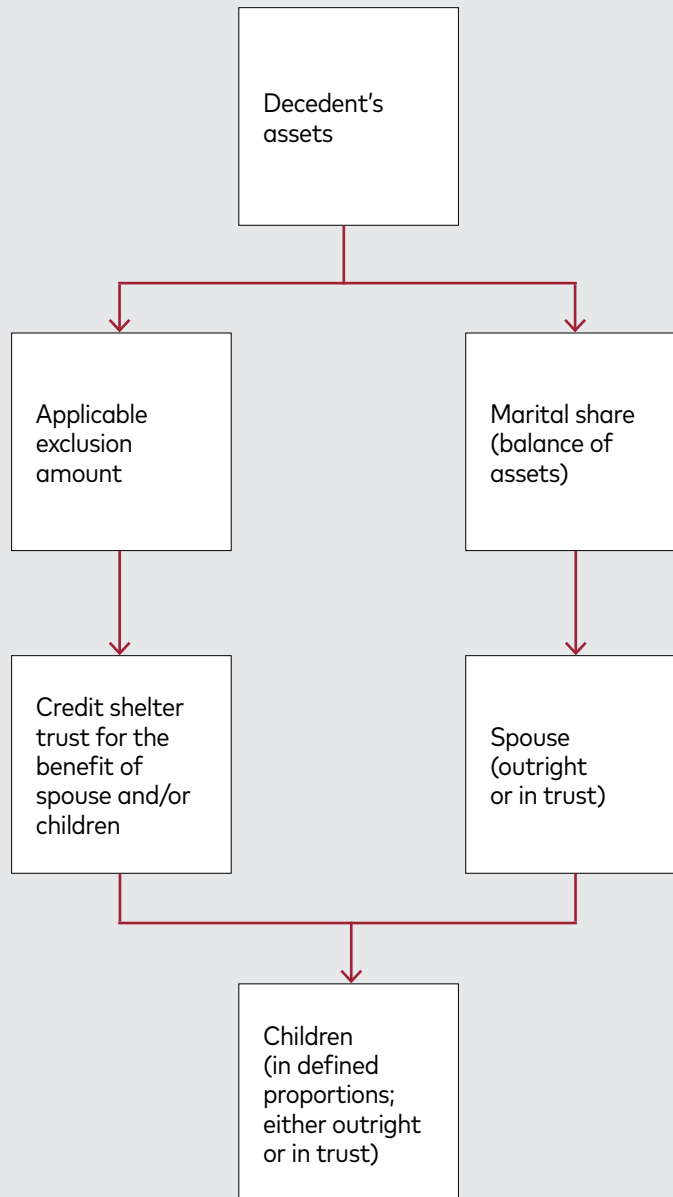 Decedent's
assets
Applicable
exclusion
amount
Marital share
(balance of
assets)
Credit shelter
trust for the
benefit of
spouse and/or
children
Spouse
(outright
or in trust)
Children
(in defined
proportions;
either outright
or in trust)